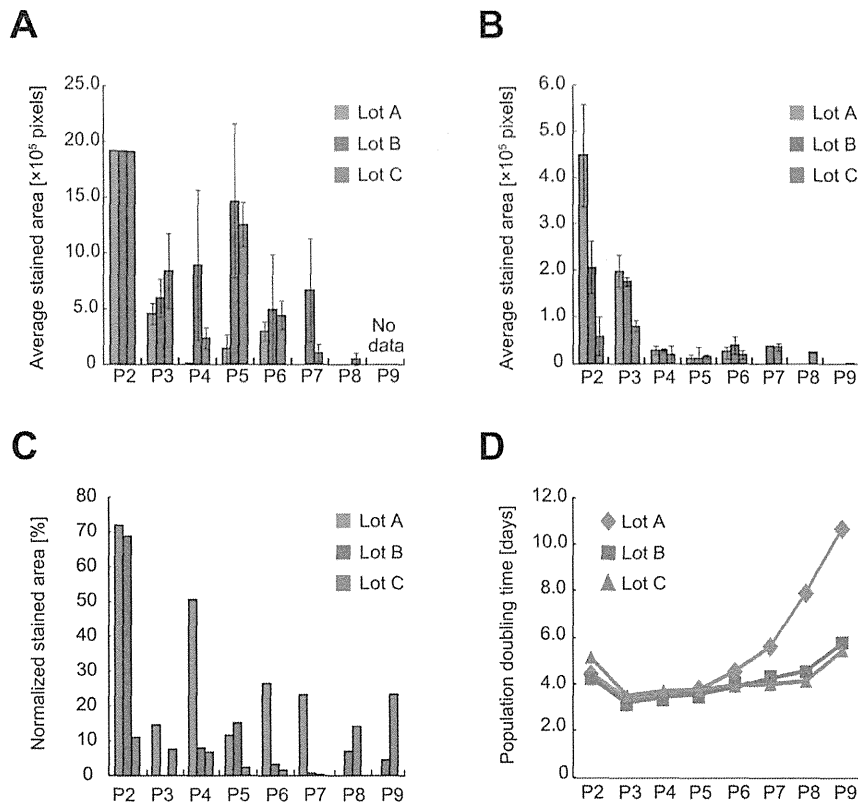 A
Average stained area [×10⁵ pixels]
25.0
20.0
15.0
10.0
5.0
0
Lot A
Lot B
Lot C
No
data
P2 P3 P4 P5 P6 P7 P8 P9
B
Average stained area [×10⁵ pixels]
6.0
5.0
4.0
3.0
2.0
1.0
0
Lot A
Lot B
Lot C
P2 P3 P4 P5 P6 P7 P8 P9
C
Normalized stained area [%]
80
70
60
50
40
30
20
10
0
Lot A
Lot B
Lot C
P2 P3 P4 P5 P6 P7 P8 P9
D
Population doubling time [days]
12.0
10.0
8.0
6.0
4.0
2.0
.0
Lot A
Lot B
Lot C
P2 P3 P4 P5 P6 P7 P8 P9